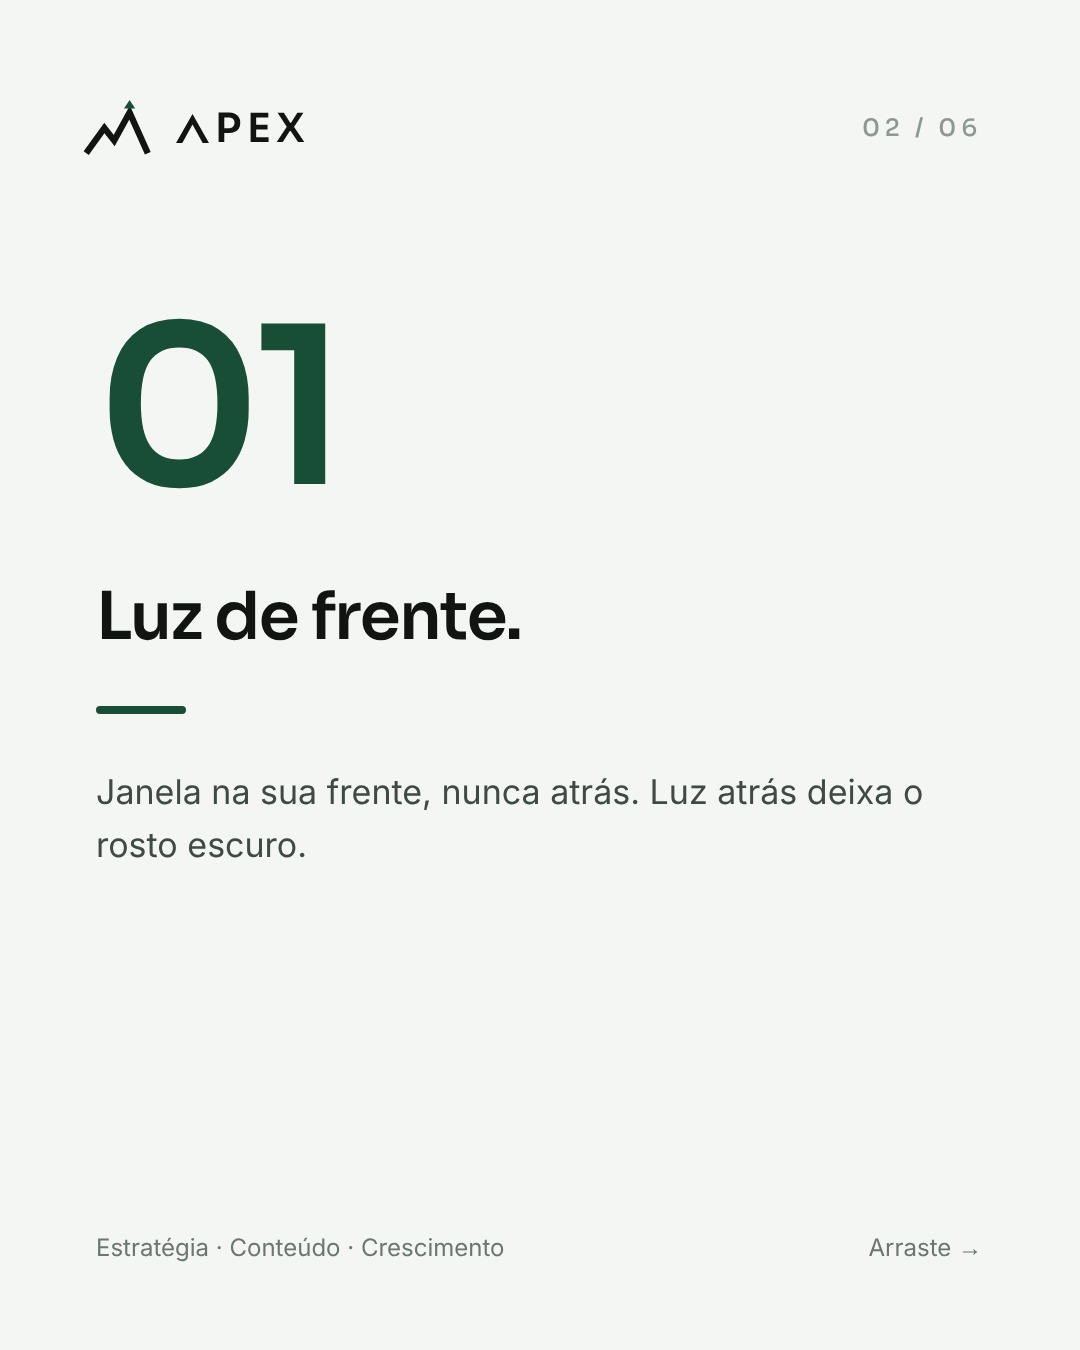 APEX
02 / 06
01
Luz de frente.
Janela na sua frente, nunca atrás. Luz atrás deixa o
rosto escuro.
Estratégia · Conteúdo · Crescimento
Arraste →